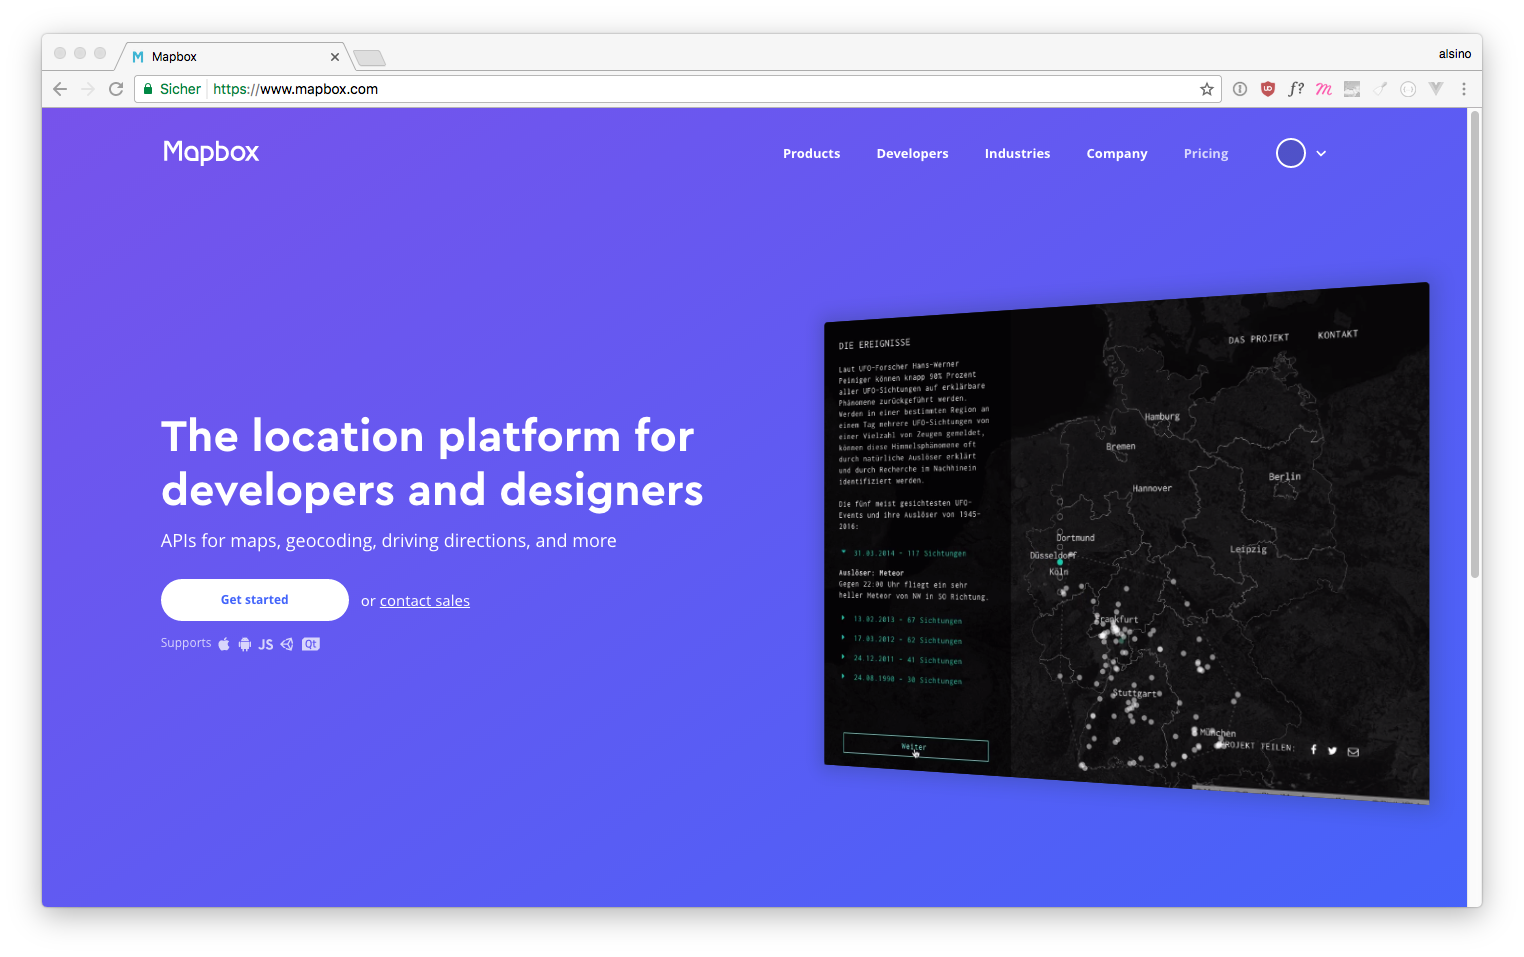 Mapbox
alsino
Sicher
https://www.mapbox.com
Mapbox
Products
Developers
Industries
Company
Pricing
The location platform for
developers and designers
APIs for maps, geocoding, driving directions, and more
Get started
or contact sales
Supports
JS
Qt
DIE EREIGNISSE
Laut UFO-Forscher Hans-Werner
Peiniger können knapp 90% Prozent
aller UFO-Sichtungen auf erklärbare
Phänomene zurückgeführt werden.
Werden in einer bestimmten Region an
einem Tag mehrere UFO-Sichtungen von
einer Vielzahl von Zeugen gemeldet,
können diese Himmelsphänomene oft
durch natürliche Auslöser erklärt
und durch Recherche im Nachhinein
identifiziert werden.
Die fünf meist gesichtesten UFO-
Events und ihre Auslöser von 1945-
2016:
31.03.2014 - 117 Sichtungen
Auslöser: Meteor
Gegen 22:00 Uhr fliegt ein sehr
heller Meteor von NW in SO Richtung.
13.02.2013 - 67 Sichtungen
17.03.2012 - 62 Sichtungen
24.12.2011 - 41 Sichtungen
24.08.1990 - 30 Sichtungen
Weiter
DAS PROJEKT
KONTAKT
Hamburg
Bremen
Berlin
Hannover
Dortmund
Leipzig
Düsseldorf
Köln
Frankfurt
Stuttgart
München
PROJEKT TEILEN: